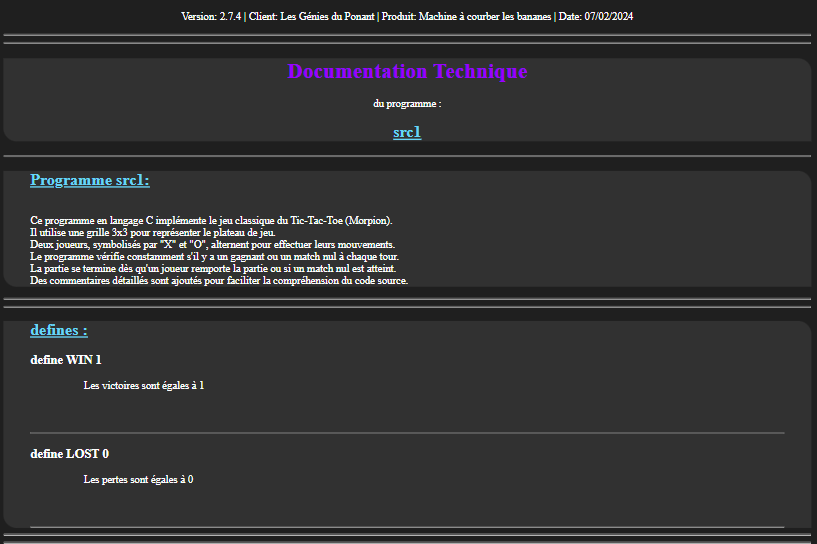 Version: 2.7.4 | Client: Les Génies du Ponant | Produit: Machine à courber les bananes | Date: 07/02/2024
Documentation Technique
du programme :
src1
Programme src1:
Ce programme en langage C implémente le jeu classique du Tic-Tac-Toe (Morpion).
Il utilise une grille 3x3 pour représenter le plateau de jeu.
Deux joueurs, symbolisés par "X" et "O", alternent pour effectuer leurs mouvements.
Le programme vérifie constamment s'il y a un gagnant ou un match nul à chaque tour.
La partie se termine dès qu'un joueur remporte la partie ou si un match nul est atteint.
Des commentaires détaillés sont ajoutés pour faciliter la compréhension du code source.
defines :
define WIN 1
Les victoires sont égales à 1
define LOST 0
Les pertes sont égales à 0